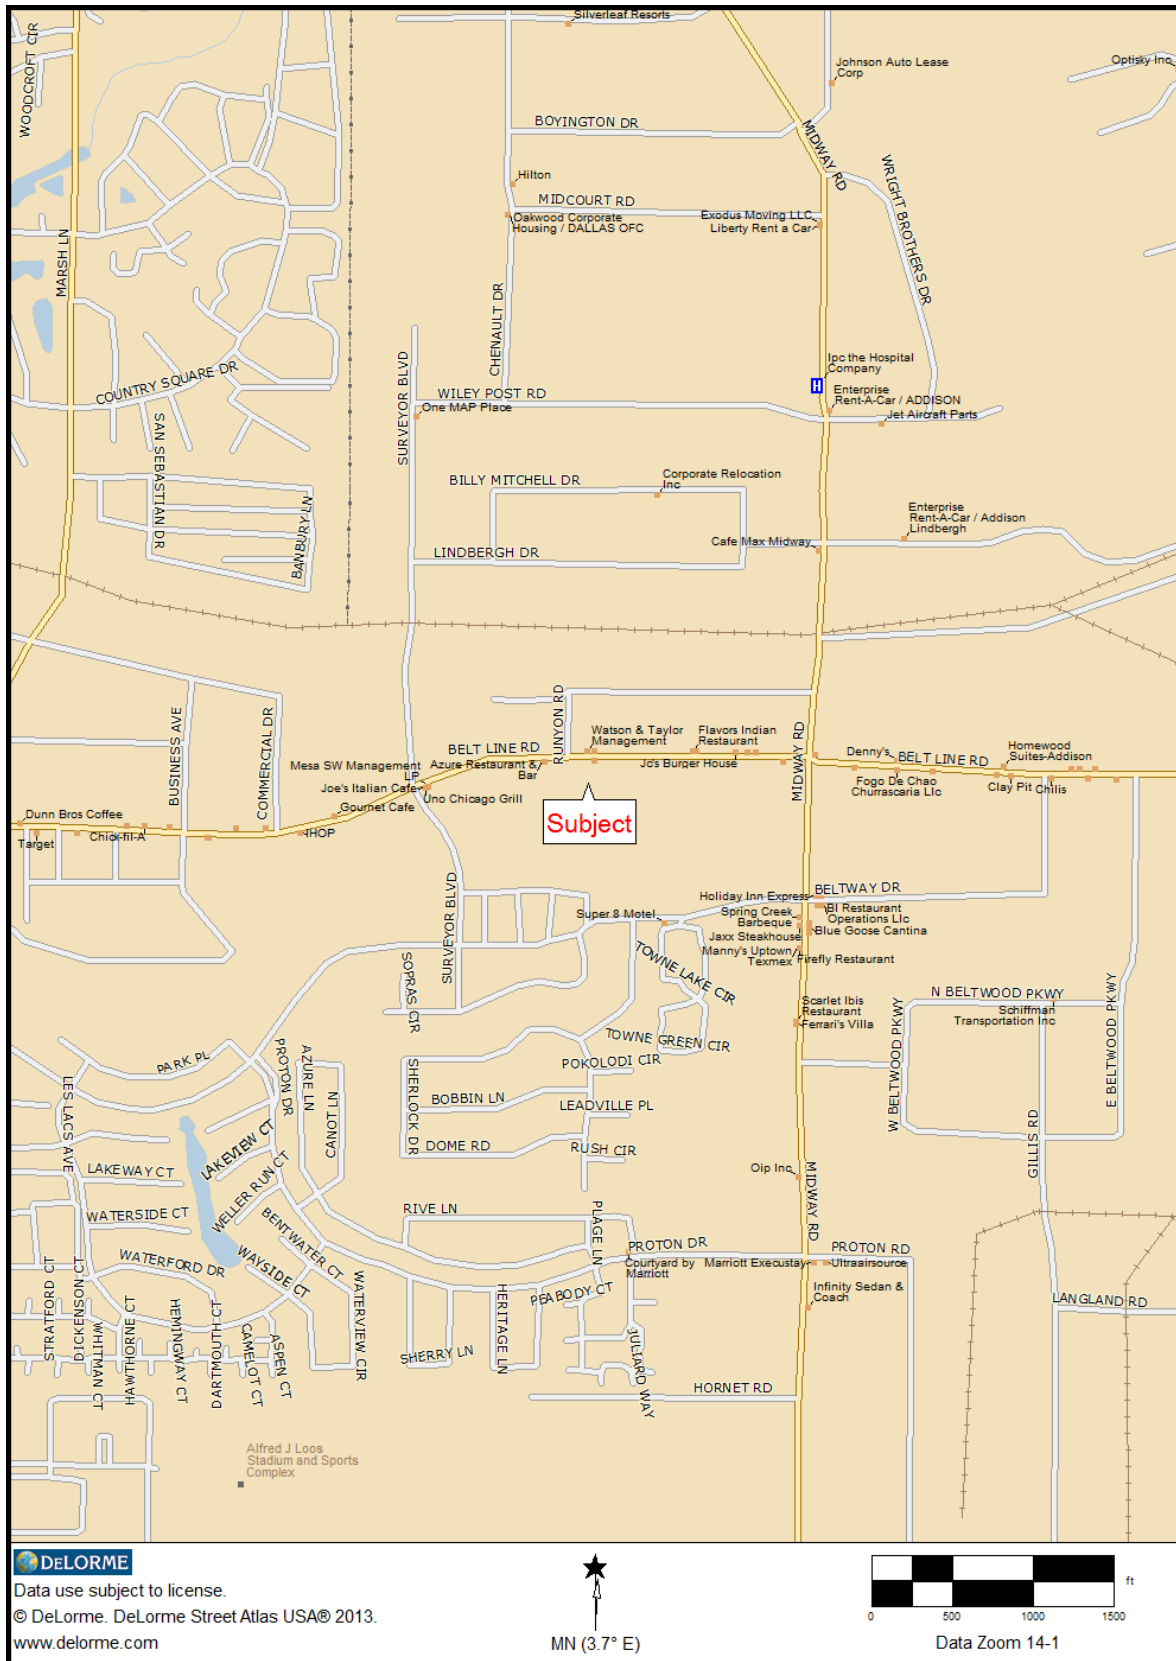 Silverleaf Resorts
WOODCROFT CIR
Johnson Auto Lease
Corp
Optisky Inc
BOYINGTON DR
MIDWAY RD
WRIGHT BROTHERS DR
Hilton
MIDCOURT RD
Oakwood Corporate
Housing / DALLAS OFC
Exodus Moving LLC
Liberty Rent a Car
MARSH LN
CHENAULT DR
SURVEYOR BLVD
Ipc the Hospital
Company
H
COUNTRY SQUARE DR
WILEY POST RD
One MAP Place
Enterprise
Rent-A-Car / ADDISON
Jet Aircraft Parts
SAN SEBASTIAN DR
BANBURY LN
BILLY MITCHELL DR
Corporate Relocation
Inc
Enterprise
Rent-A-Car / Addison
Lindbergh
Cafe Max Midway
LINDBERGH DR
BUSINESS AVE
COMMERCIAL DR
RUNYON RD
Watson & Taylor
Management
Flavors Indian
Restaurant
MIDWAY RD
BELT LINE RD
Denny's
BELT LINE RD
Homewood
Suites-Addison
Mesa SW Management
LP
Azure Restaurant &
Bar
Jc's Burger House
Joe's Italian Cafe
Uno Chicago Grill
Gourmet Cafe
Fogo De Chao
Churrascaria Llc
Clay Pit
Chilis
Dunn Bros Coffee
Target
Chick-fil-A
IHOP
Subject
SURVEYOR BLVD
Holiday Inn Express
BELTWAY DR
Super 8 Motel
Spring Creek
Barbeque
BI Restaurant
Operations Llc
Jaxx Steakhouse
Blue Goose Cantina
Manny's Uptown
Texmex
Firefly Restaurant
SOPRAS CIR
TOWNE LAKE CIR
Scarlet Ibis
Restaurant
Ferrari's Villa
N BELTWOOD PKWY
Schiffman
Transportation Inc
W BELTWOOD PKWY
E BELTWOOD PKWY
TOWNE GREEN CIR
PARK PL
PROTON DR
AZURE LN
CANOT LN
SHERLOCK DR
POKOLODI CIR
LES LACS AVE
BOBBIN LN
LEADVILLE PL
LAKEVIEW CT
DOME RD
RUSH CIR
GILLIS RD
LAKEWAY CT
WELLER RUN CT
Oip Inc
MIDWAY RD
WATERSIDE CT
BENTWATER CT
RIVE LN
PLAGE LN
WATERFORD DR
WAYSIDE CT
PROTON DR
PROTON RD
Courtyard by
Marriott
Marriott Execustay
Ultraairsource
STRATFORD CT
DICKENSON CT
WHITMAN CT
HAWTHORNE CT
HEMINGWAY CT
DARTMOUTH CT
CAMELOT CT
ASPEN CT
WATERVIEW CIR
HERITAGE LN
PEABODY CT
Infinity Sedan &
Coach
LANGLAND RD
SHERRY LN
JULIARD WAY
HORNET RD
Alfred J Loos
Stadium and Sports
Complex
DELORME
Data use subject to license.
© DeLorme. DeLorme Street Atlas USA® 2013.
www.delorme.com
MN (3.7° E)
ft
0 500 1000 1500
Data Zoom 14-1